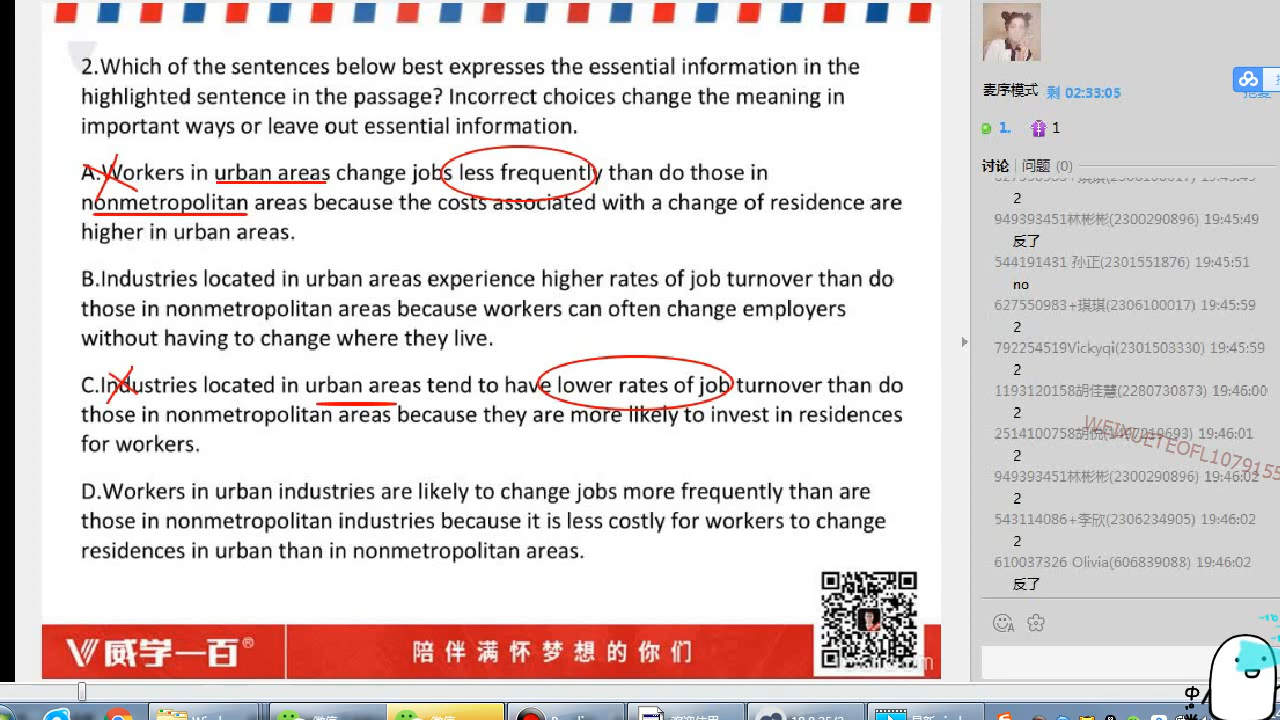 2.Which of the sentences below best expresses the essential information in the
highlighted sentence in the passage? Incorrect choices change the meaning in
important ways or leave out essential information.
A.Workers in urban areas change jobs less frequently than do those in
nonmetropolitan areas because the costs associated with a change of residence are
higher in urban areas.
B.Industries located in urban areas experience higher rates of job turnover than do
those in nonmetropolitan areas because workers can often change employers
without having to change where they live.
C.Industries located in urban areas tend to have lower rates of job turnover than do
those in nonmetropolitan areas because they are more likely to invest in residences
for workers.
D.Workers in urban industries are likely to change jobs more frequently than are
those in nonmetropolitan industries because it is less costly for workers to change
residences in urban than in nonmetropolitan areas.
威学一百®
陪伴满怀梦想的你们
麦序模式 剩 02:33:05
1. 1
讨论 问题 (0)
2
949393451林彬彬(2300290896) 19:45:49
反了
544191431 孙正(2301551876) 19:45:51
no
627550983+琪琪(2306100017) 19:45:59
2
792254519Vickyqi(2301503330) 19:45:59
2
1193120158胡佳慧(2280730873) 19:46:00
2
19:46:01
2
949393451林彬彬(2300290896) 19:46:02
2
543114086+李欣(2306234905) 19:46:02
2
610037326 Olivia(606839088) 19:46:02
反了
中